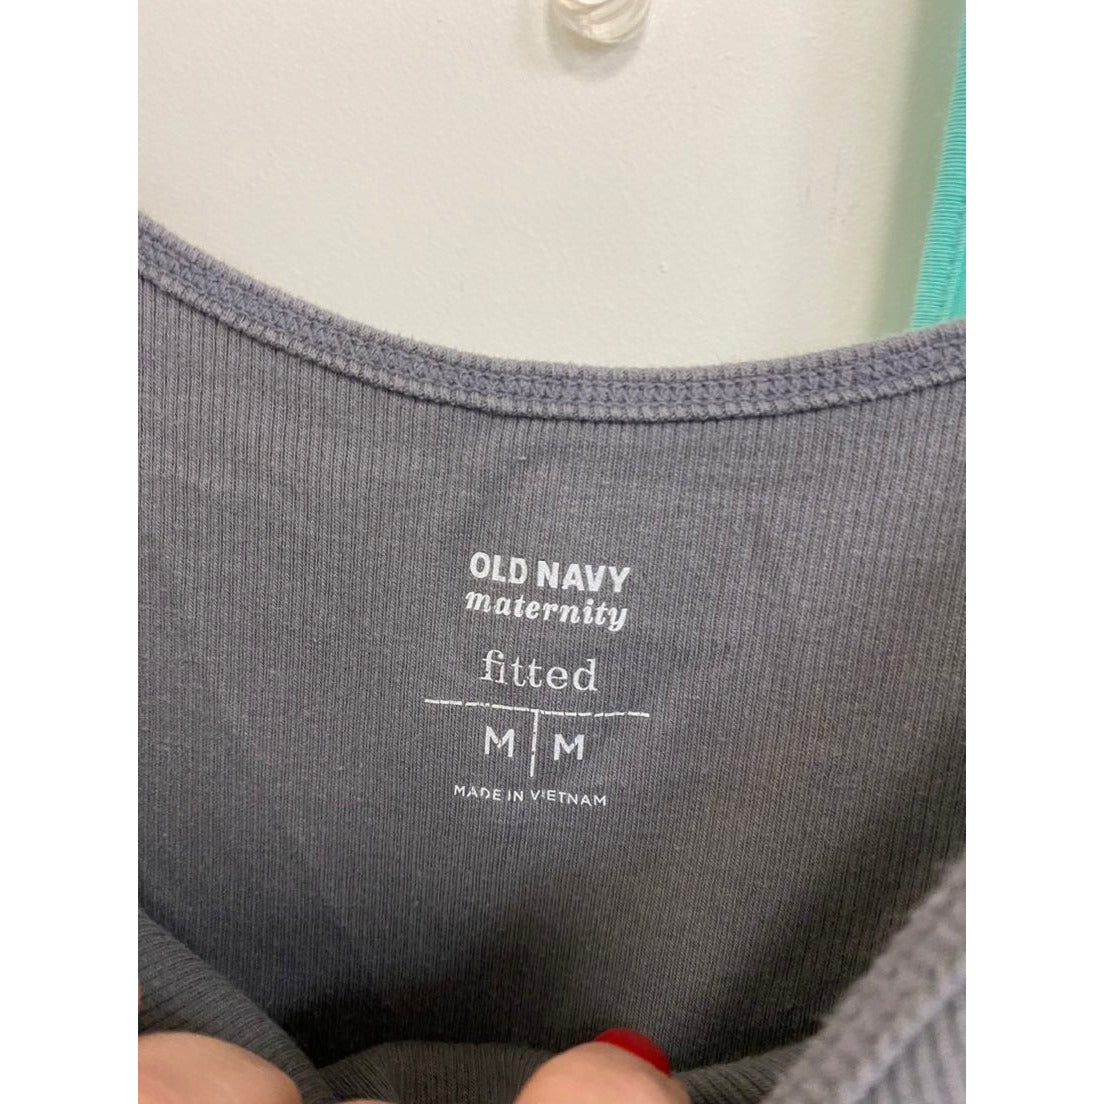 OLD NAVY
maternity
fitted
M M
MADE IN VIETNAM